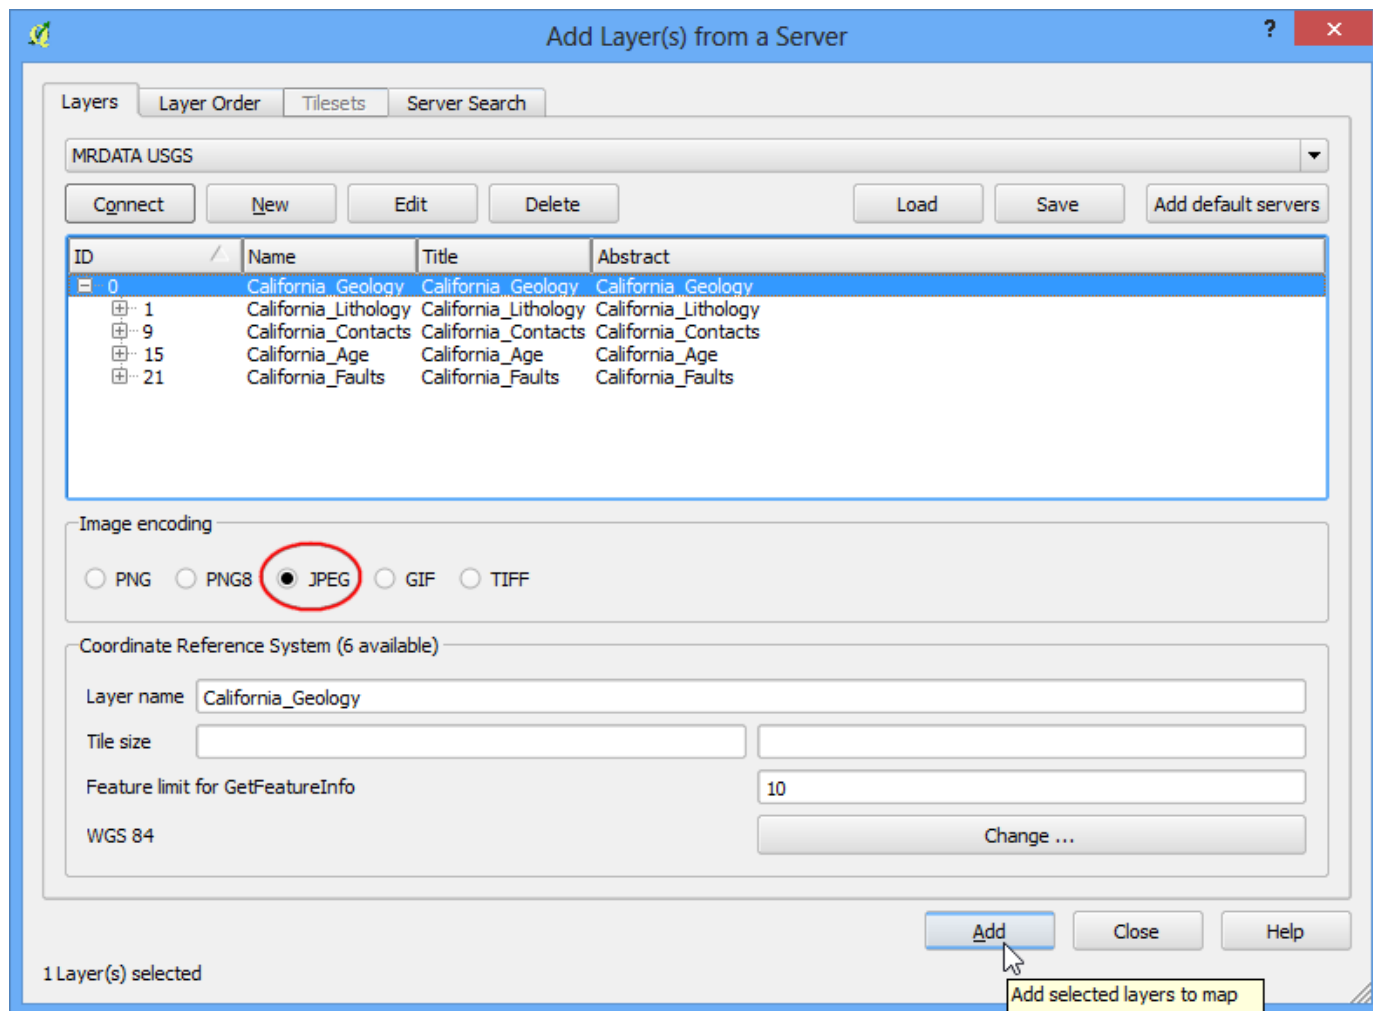 Add Layer(s) from a Server
?
Layers Layer Order Tilesets Server Search
MRDATA USGS
Connect New Edit Delete Load Save Add default servers
ID Name Title Abstract
0 California_Geology California_Geology California_Geology
1 California_Lithology California_Lithology California_Lithology
9 California_Contacts California_Contacts California_Contacts
15 California_Age California_Age California_Age
21 California_Faults California_Faults California_Faults
Image encoding
PNG PNG8 JPEG GIF TIFF
Coordinate Reference System (6 available)
Layer name California_Geology
Tile size
Feature limit for GetFeatureInfo 10
WGS 84 Change ...
Add Close Help
1 Layer(s) selected
Add selected layers to map